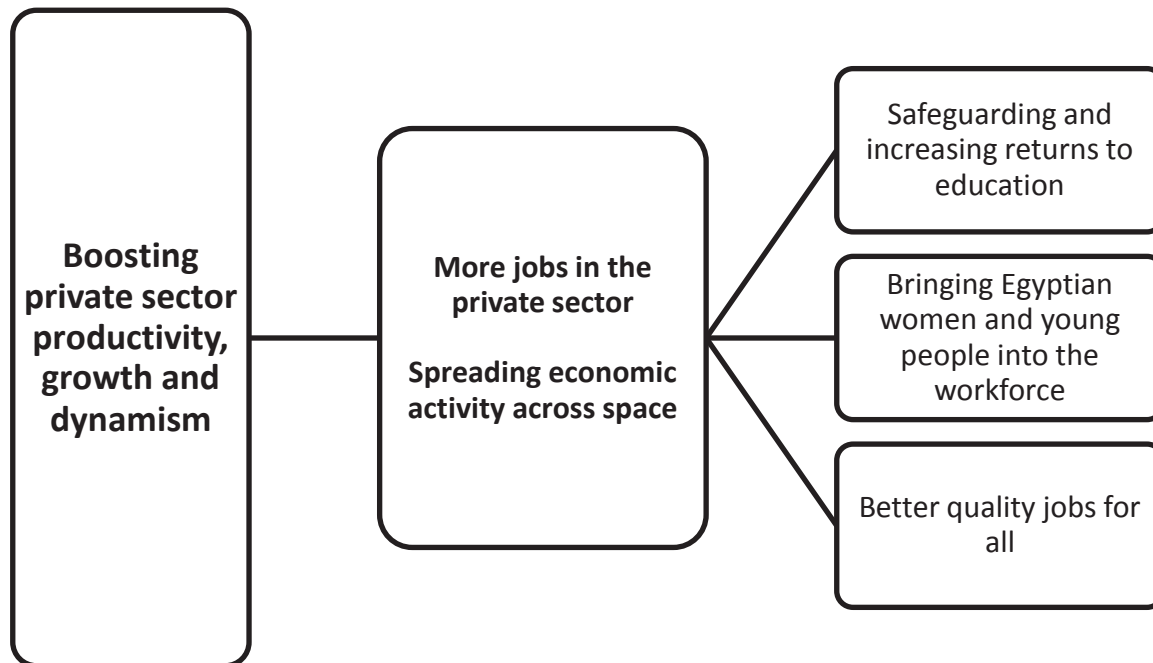 Boosting
private sector
productivity,
growth and
dynamism
More jobs in the
private sector
Spreading economic
activity across space
Safeguarding and
increasing returns to
education
Bringing Egyptian
women and young
people into the
workforce
Better quality jobs for
all